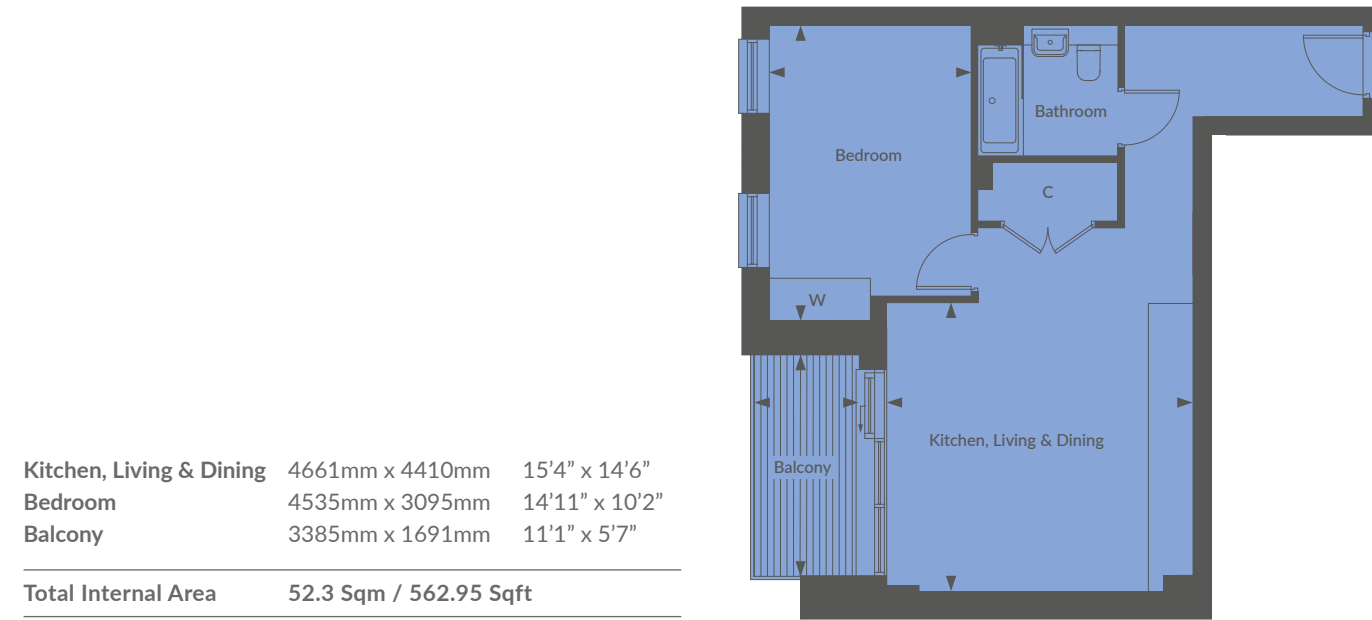 Kitchen, Living & Dining 4661mm x 4410mm 15’4” x 14’6”
Bedroom 4535mm x 3095mm 14’11” x 10’2”
Balcony 3385mm x 1691mm 11’1” x 5’7”
Total Internal Area 52.3 Sqm / 562.95 Sqft
Bathroom
Bedroom
C
W
Kitchen, Living & Dining
Balcony